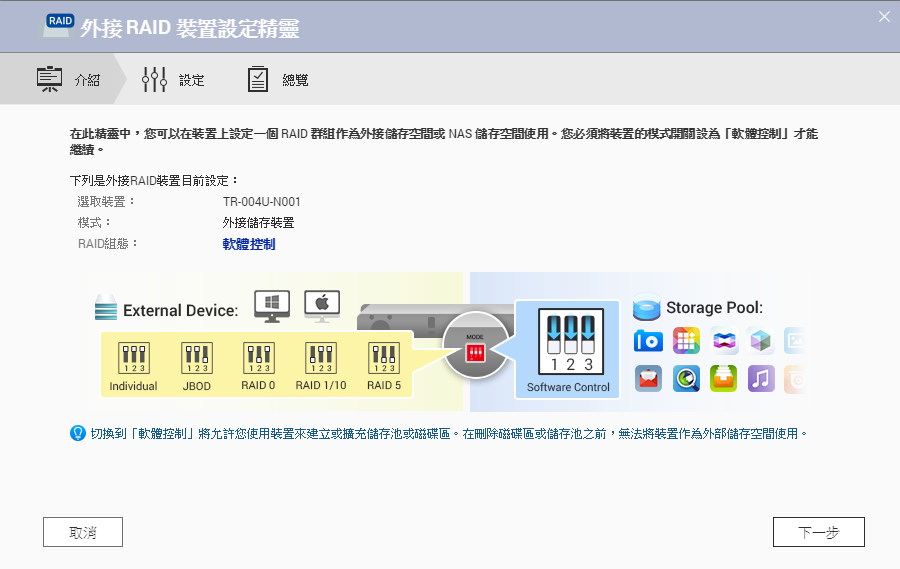 RAID
外接 RAID 裝置設定精靈
介紹
設定
總覽
在此精靈中，您可以在裝置上設定一個 RAID 群組作為外接儲存空間或 NAS 儲存空間使用。您必須將裝置的模式開關設為「軟體控制」才能
繼續。
下列是外接RAID裝置目前設定：
選取裝置： TR-004U-N001
模式： 外接儲存裝置
RAID組態： 軟體控制
External Device:
1 2 3
Individual
1 2 3
JBOD
1 2 3
RAID 0
1 2 3
RAID 1/10
1 2 3
RAID 5
MODE
1 2 3
Software Control
Storage Pool:
切換到「軟體控制」將允許您使用裝置來建立或擴充儲存池或磁碟區。在刪除磁碟區或儲存池之前，無法將裝置作為外部儲存空間使用。
取消
下一步